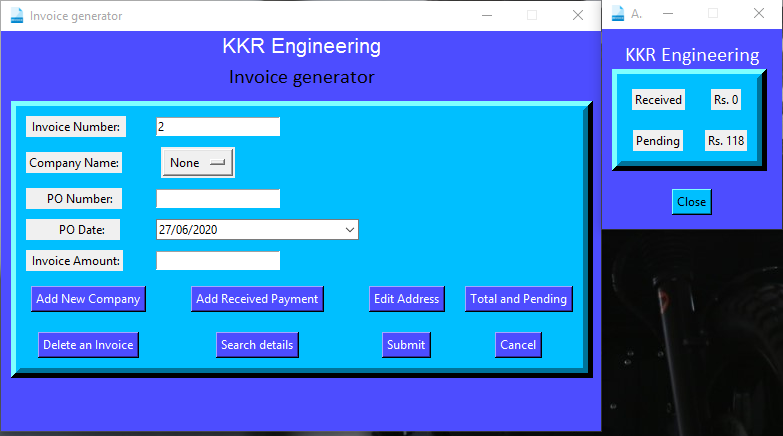 Invoice generator
KKR Engineering
Invoice generator
Invoice Number: 2
Company Name: None
PO Number:
PO Date: 27/06/2020
Invoice Amount:
Add New Company Add Received Payment Edit Address Total and Pending
Delete an Invoice Search details Submit Cancel
A.
KKR Engineering
Received Rs. 0
Pending Rs. 118
Close